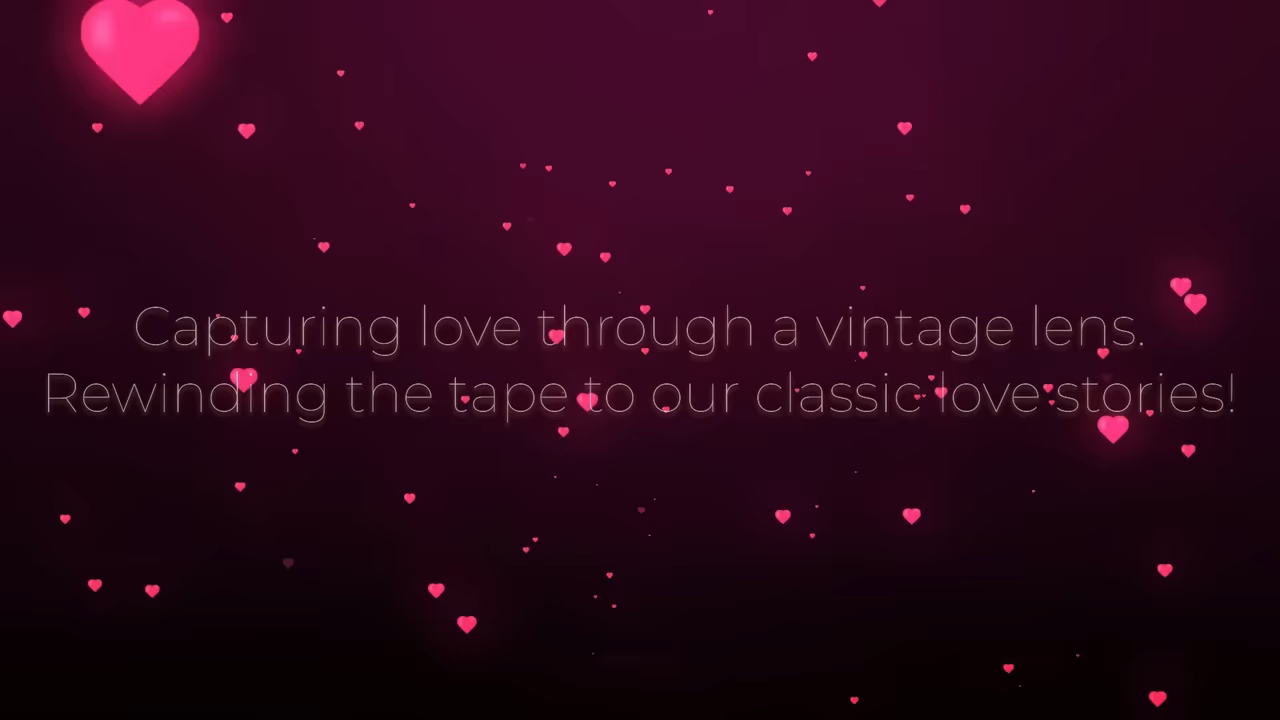 Capturing love through a vintage lens.
Rewinding the tape to our classic love stories!